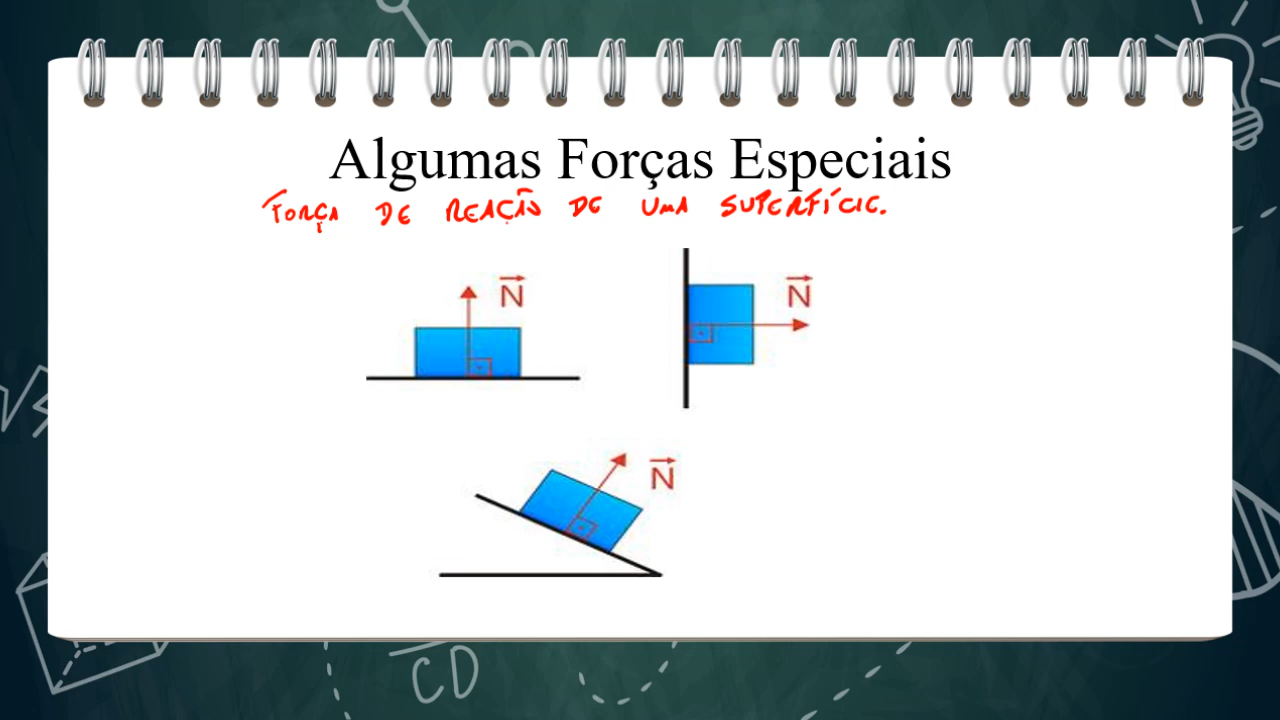 Algumas Forças Especiais
FORÇA DE REAÇÃO DE UMA SUPERFÍCIE.
N
N
N
CD